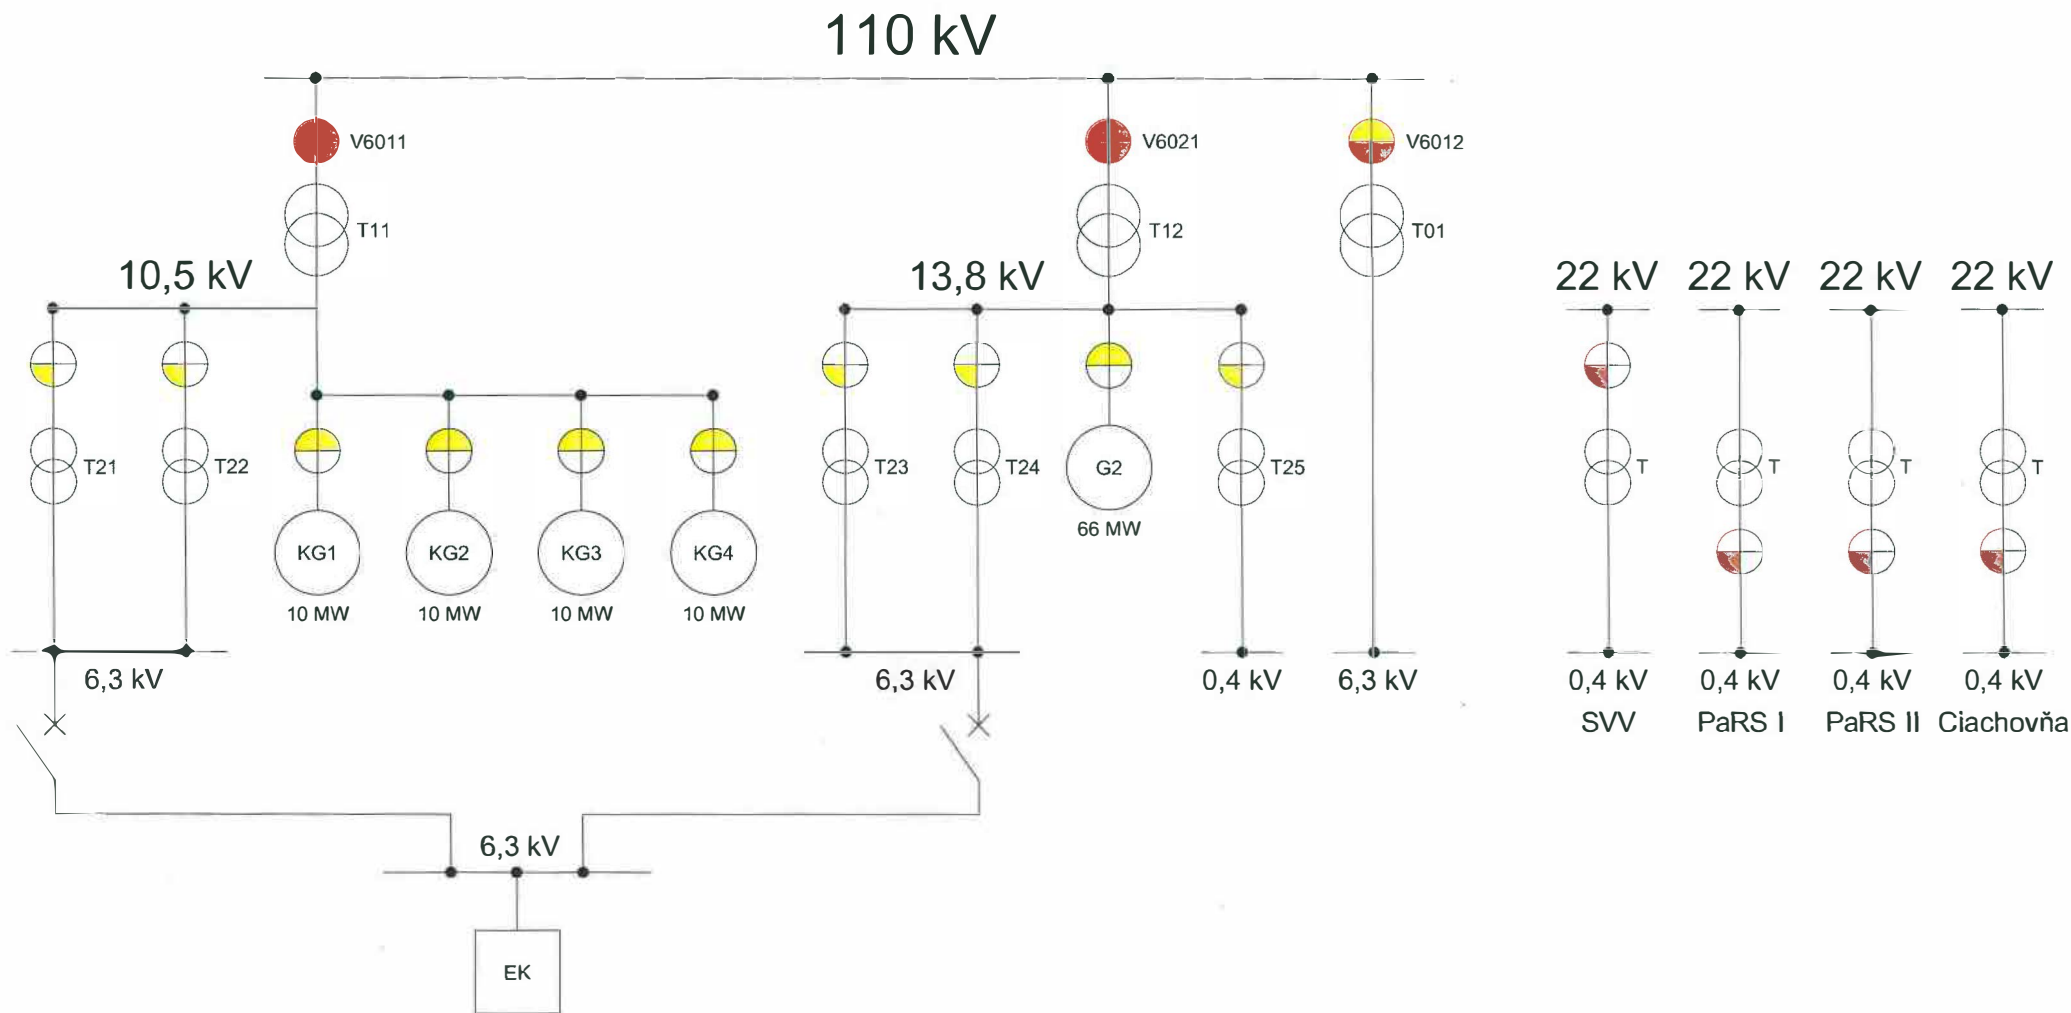 110 kV
V6011
V6021
V6012
T11
T12
T01
10,5 kV
13,8 kV
22 kV
22 kV
22 kV
22 kV
T21
T22
T23
T24
G2
T25
T
T
T
T
66 MW
KG1
KG2
KG3
KG4
10 MW
10 MW
10 MW
10 MW
6,3 kV
6,3 kV
0,4 kV
6,3 kV
0,4 kV
0,4 kV
0,4 kV
0,4 kV
SVV
PaRS I
PaRS II
Ciachovňa
6,3 kV
EK